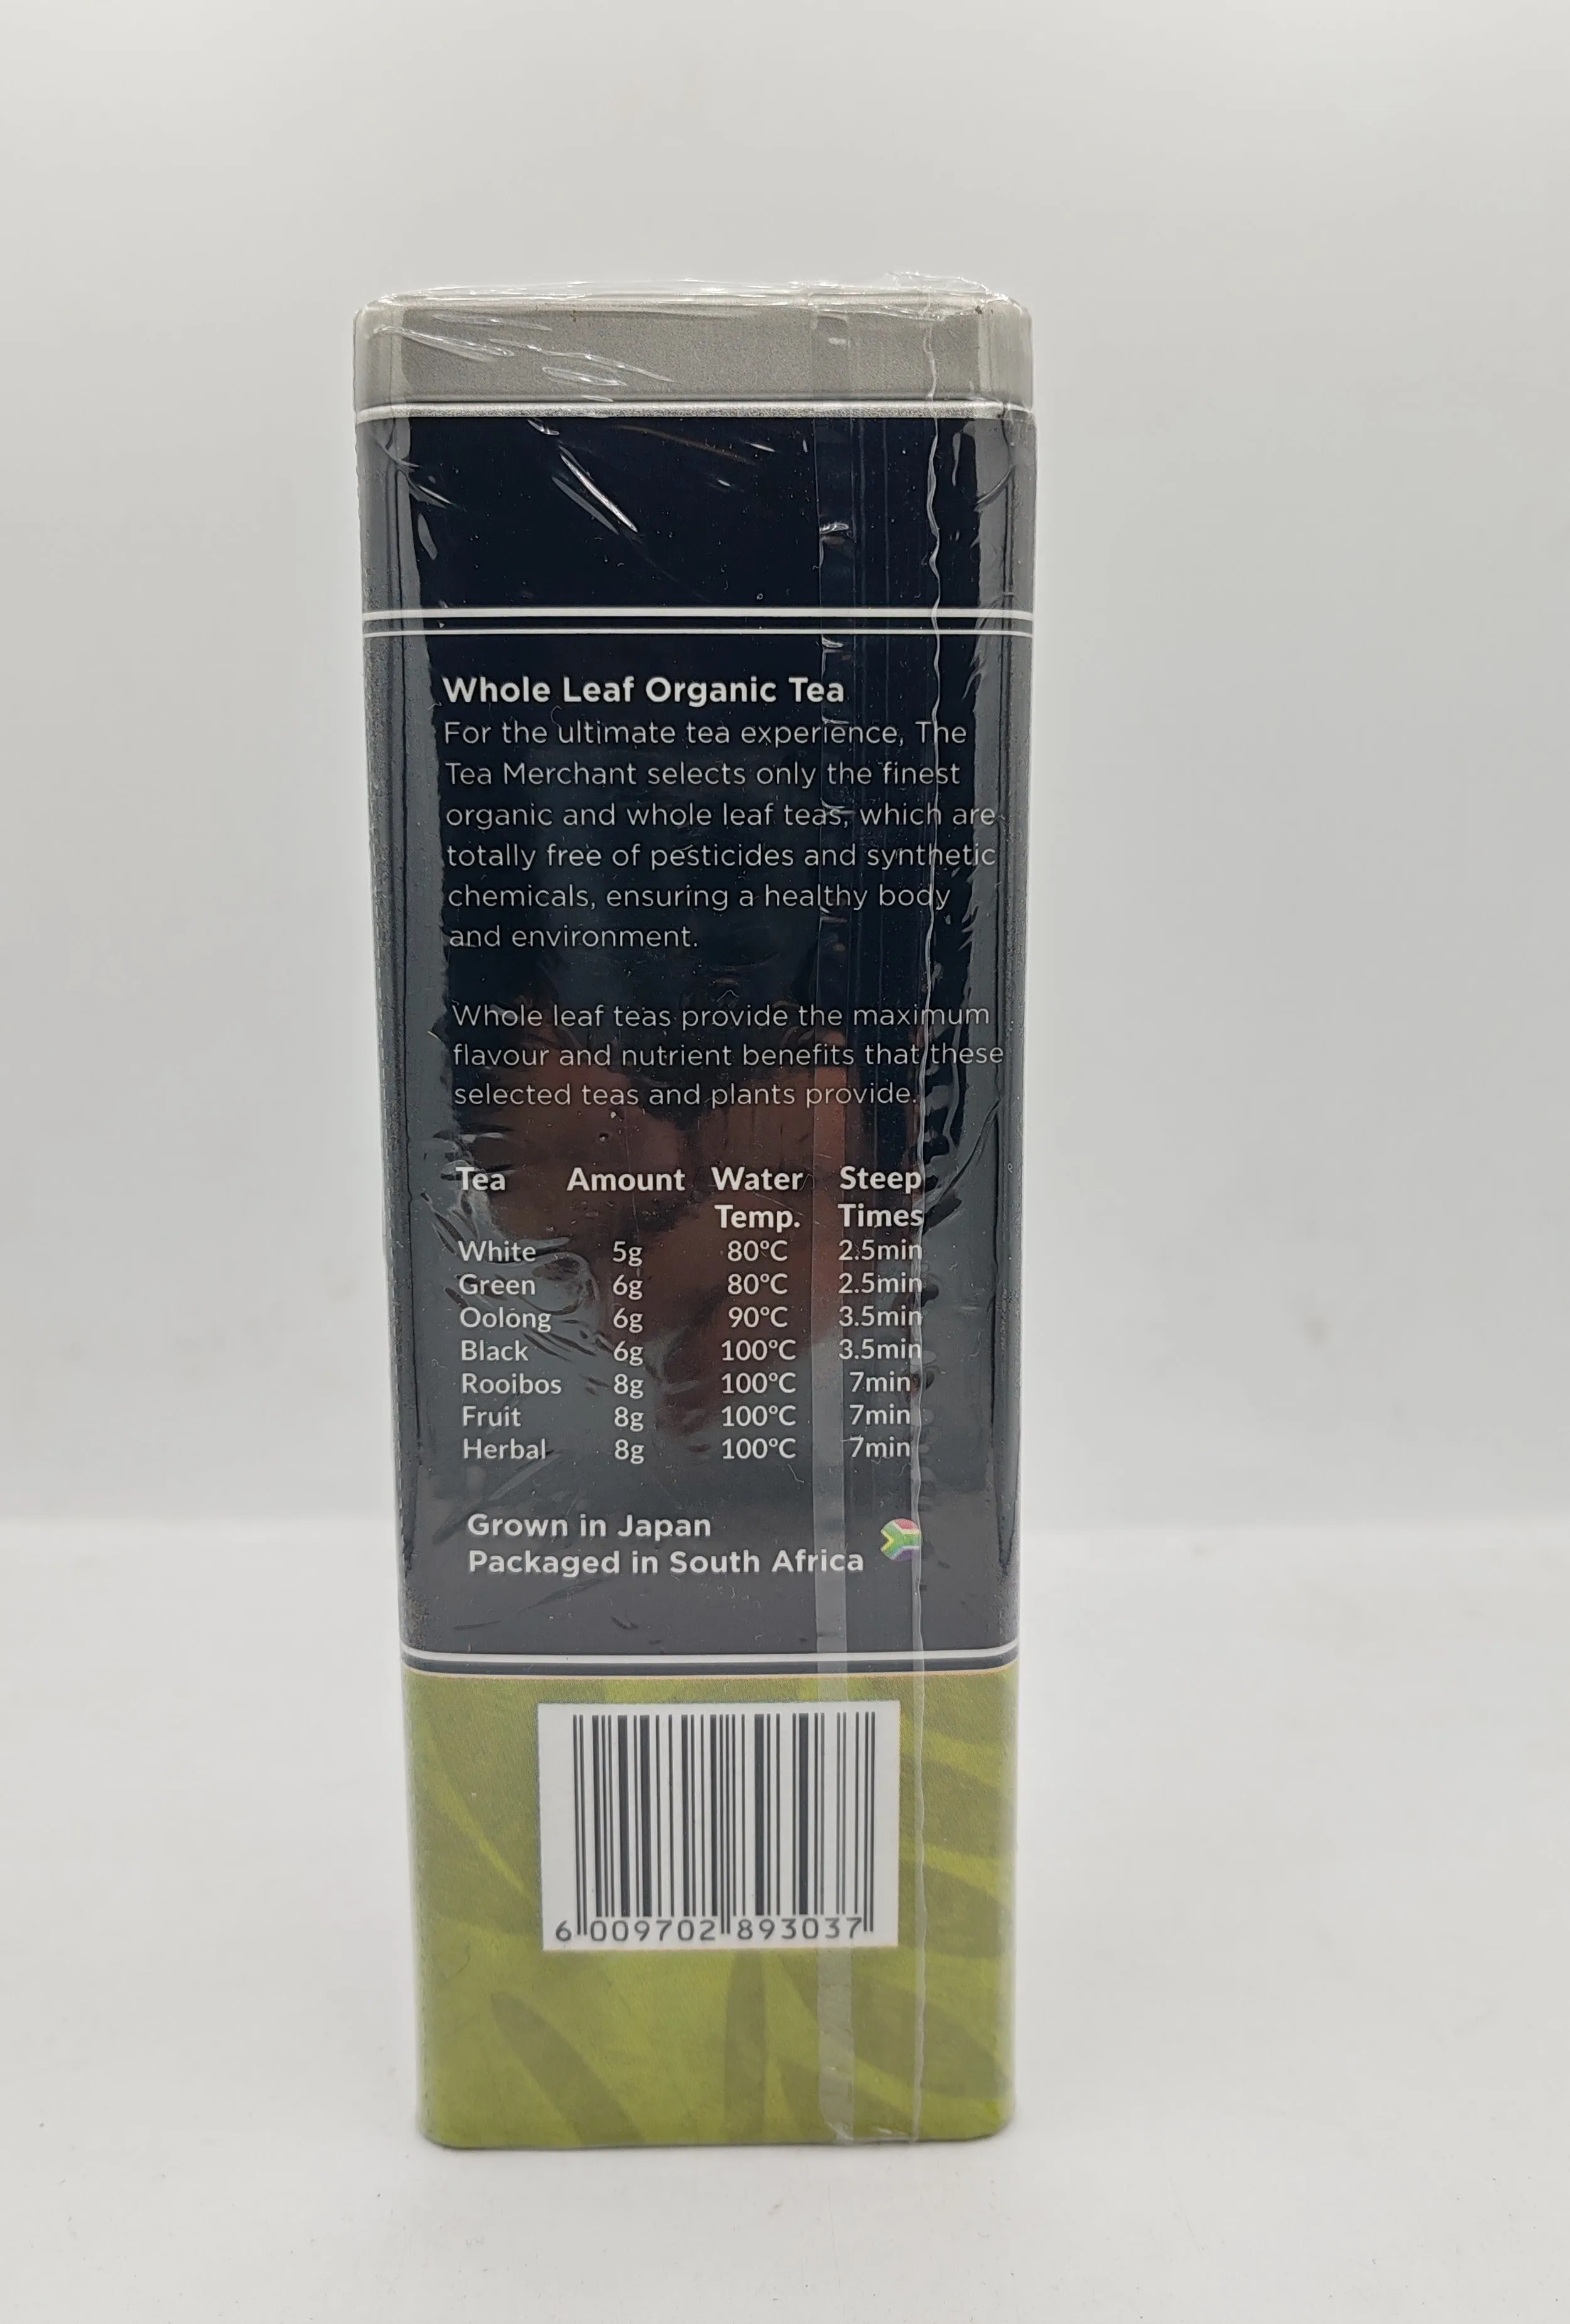 Whole Leaf Organic Tea
For the ultimate tea experience, The
Tea Merchant selects only the finest
organic and whole leaf teas, which are
totally free of pesticides and synthetic
chemicals, ensuring a healthy body
and environment.
Whole leaf teas provide the maximum
flavour and nutrient benefits that these
selected teas and plants provide.
Tea Amount Water Steep
Temp. Times
White 5g 80°C 2.5min
Green 6g 80°C 2.5min
Oolong 6g 90°C 3.5min
Black 6g 100°C 3.5min
Rooibos 8g 100°C 7min
Fruit 8g 100°C 7min
Herbal 8g 100°C 7min
Grown in Japan
Packaged in South Africa
6 009702 893037